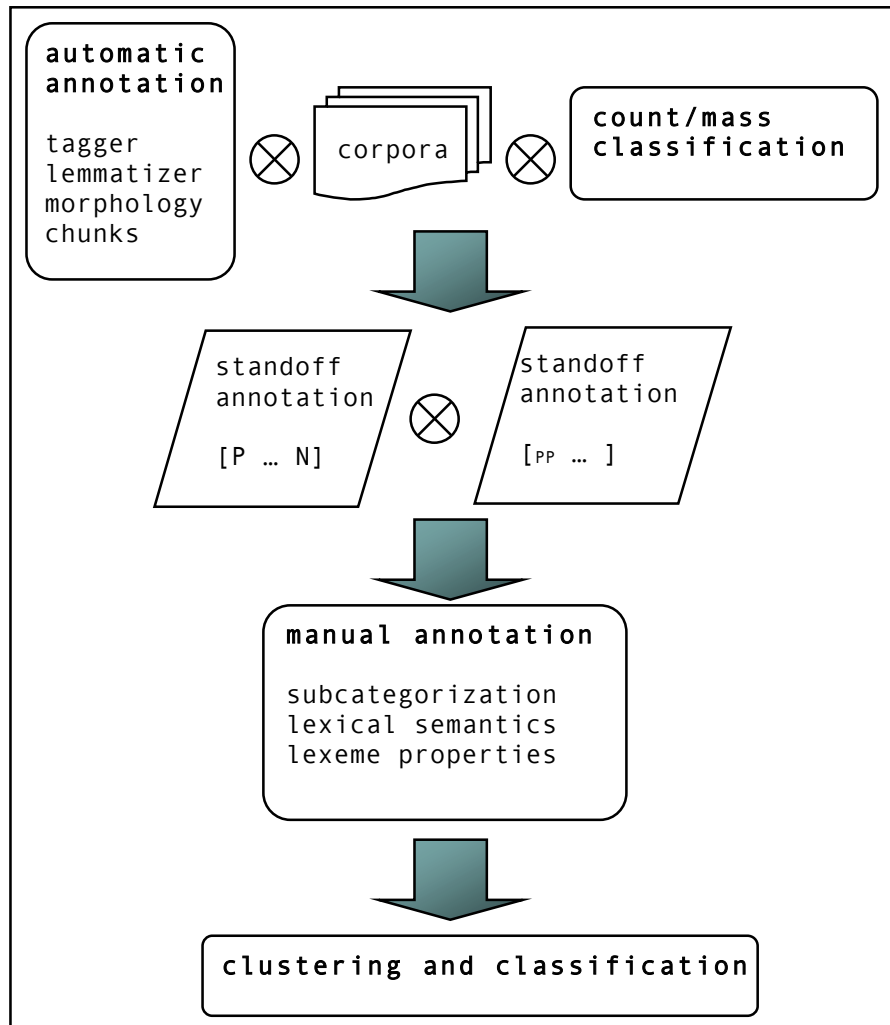 automatic
annotation
tagger
lemmatizer
morphology
chunks
corpora
count/mass
classification
standoff
annotation
[P … N]
standoff
annotation
[PP … ]
manual annotation
subcategorization
lexical semantics
lexeme properties
clustering and classification